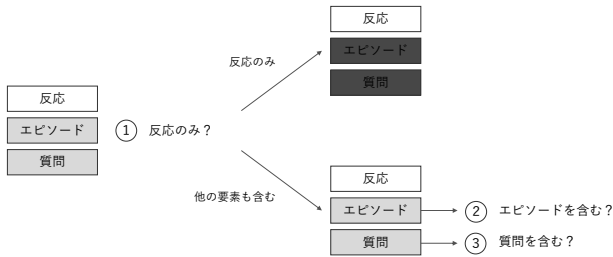 反応
エピソード
質問
① 反応のみ？
反応のみ
反応
エピソード
質問
他の要素も含む
反応
エピソード
質問
② エピソードを含む？
③ 質問を含む？